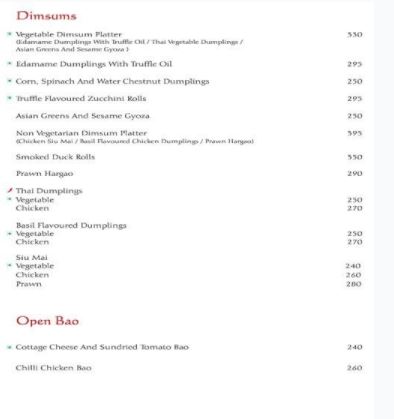 Dimsums
Vegetable Dimsum Platter 550
(Edamame Dumplings With Truffle Oil / Thai Vegetable Dumplings /
Asian Greens And Sesame Gyoza )
Edamame Dumplings With Truffle Oil 295
Corn, Spinach And Water Chestnut Dumplings 250
Truffle Flavoured Zucchini Rolls 295
Asian Greens And Sesame Gyoza 250
Non Vegetarian Dimsum Platter 595
(Chicken Siu Mai / Basil Flavoured Chicken Dumplings / Prawn Hargao)
Smoked Duck Rolls 550
Prawn Hargao 290
Thai Dumplings
Vegetable 250
Chicken 270
Basil Flavoured Dumplings
Vegetable 250
Chicken 270
Siu Mai
Vegetable 240
Chicken 260
Prawn 280
Open Bao
Cottage Cheese And Sundried Tomato Bao 240
Chilli Chicken Bao 260